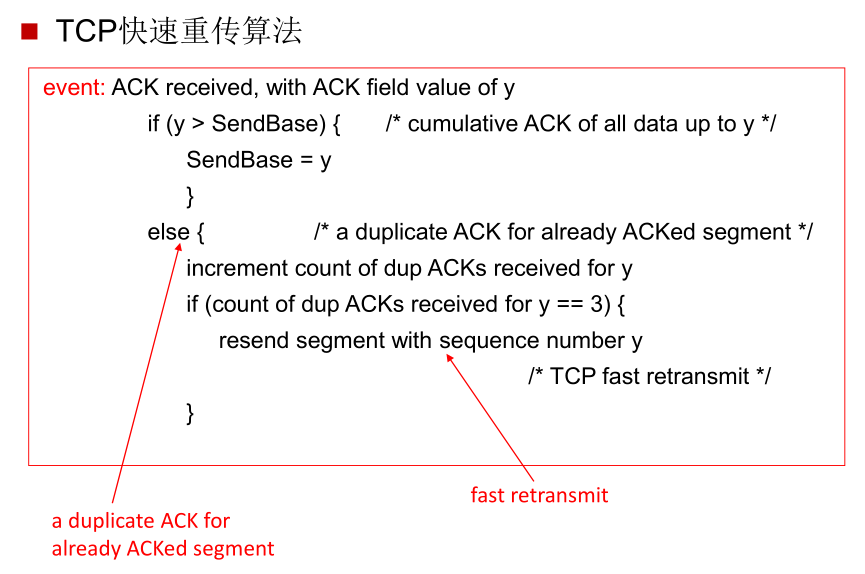 TCP快速重传算法
event: ACK received, with ACK field value of y
if (y > SendBase) { /* cumulative ACK of all data up to y */
SendBase = y
}
else { /* a duplicate ACK for already ACKed segment */
increment count of dup ACKs received for y
if (count of dup ACKs received for y == 3) {
resend segment with sequence number y
/* TCP fast retransmit */
}
fast retransmit
a duplicate ACK for
already ACKed segment